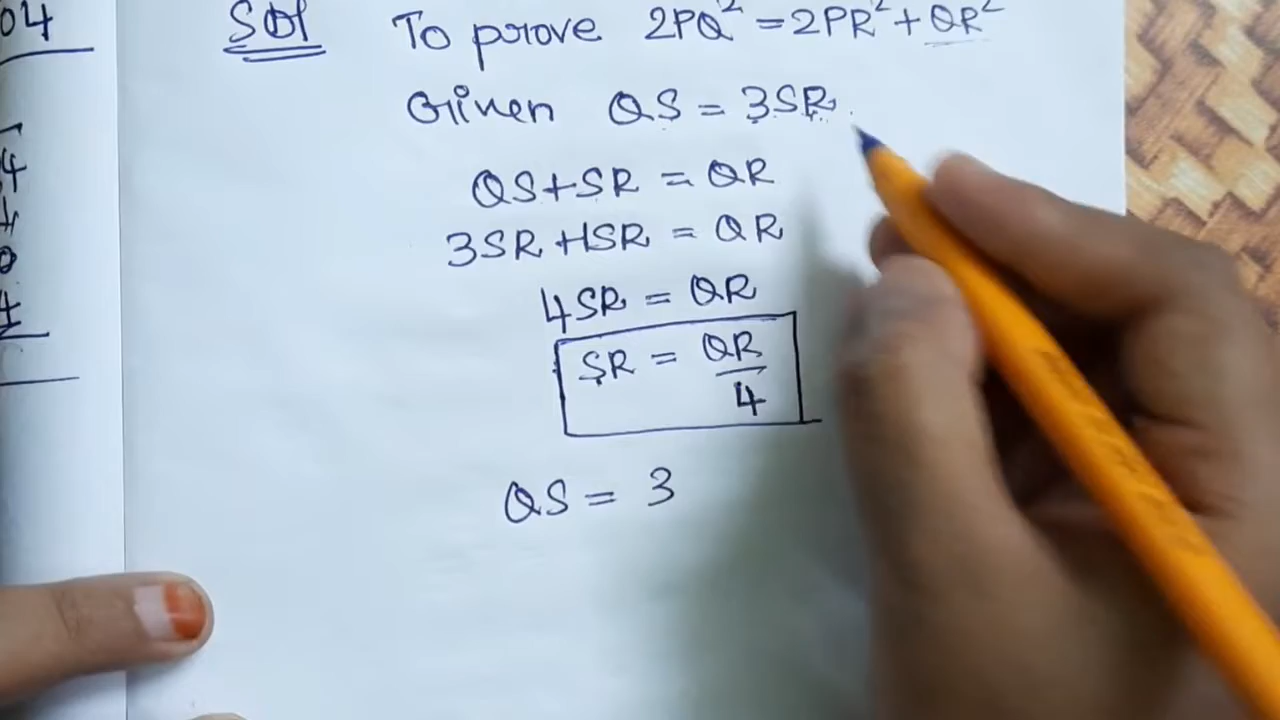 04
Sol To prove 2PQ² = 2PR² + QR²
Given QS = 3SR
QS+SR = QR
3SR+1SR = QR
4SR = QR
SR = QR/4
QS = 3